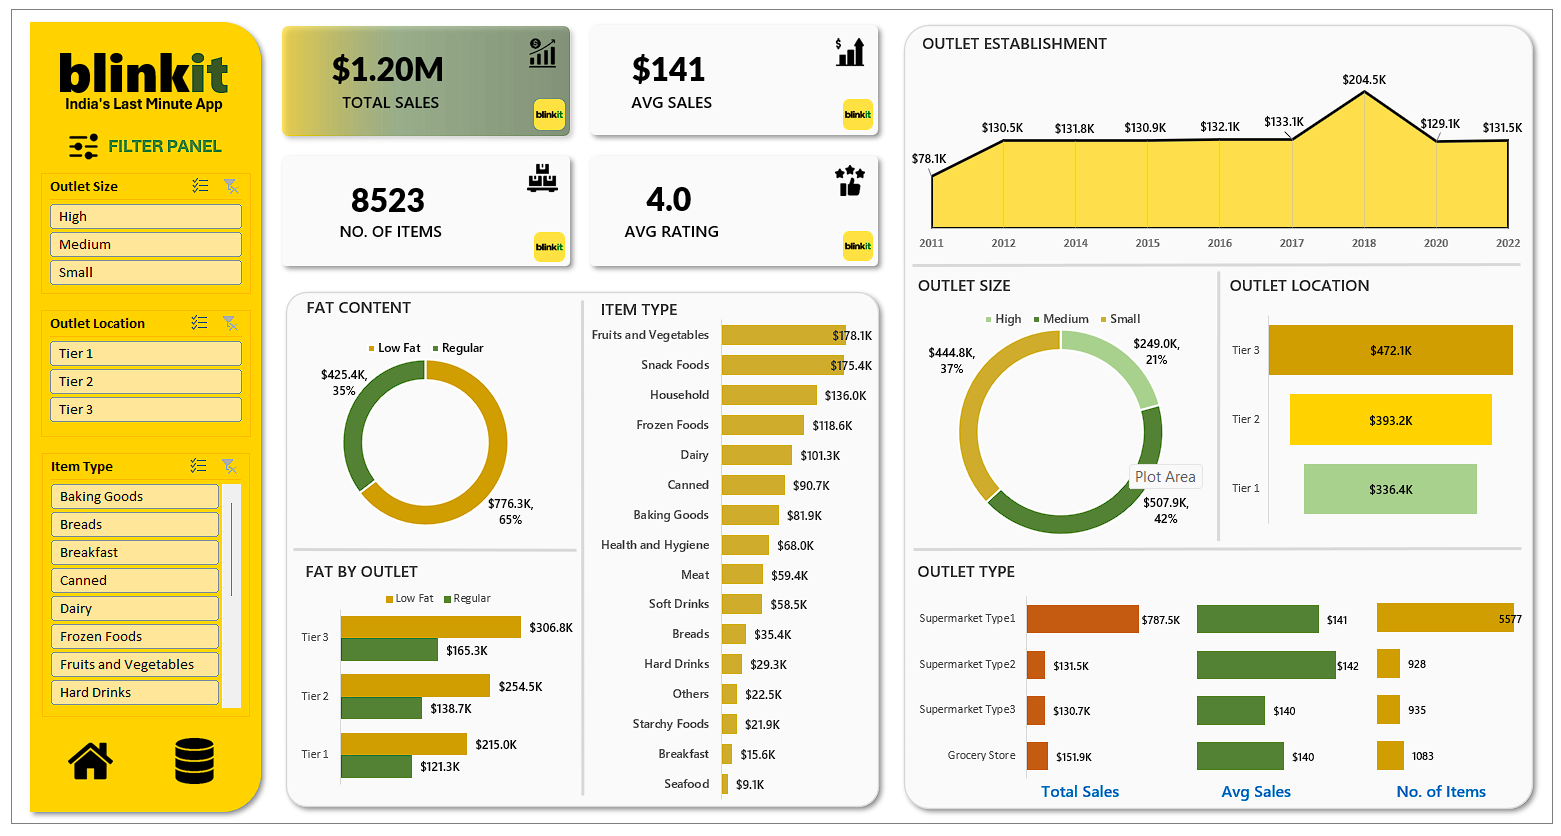 blinkit
India's Last Minute App
FILTER PANEL
Outlet Size
High
Medium
Small
Outlet Location
Tier 1
Tier 2
Tier 3
Item Type
Baking Goods
Breads
Breakfast
Canned
Dairy
Frozen Foods
Fruits and Vegetables
Hard Drinks
$1.20M
TOTAL SALES
blinkit
$141
AVG SALES
blinkit
8523
NO. OF ITEMS
blinkit
4.0
AVG RATING
blinkit
FAT CONTENT
Low Fat Regular
$425.4K,
35%
$776.3K,
65%
FAT BY OUTLET
Low Fat Regular
Tier 3 $306.8K
$165.3K
Tier 2 $254.5K
$138.7K
Tier 1 $215.0K
$121.3K
ITEM TYPE
Fruits and Vegetables $178.1K
Snack Foods $175.4K
Household $136.0K
Frozen Foods $118.6K
Dairy $101.3K
Canned $90.7K
Baking Goods $81.9K
Health and Hygiene $68.0K
Meat $59.4K
Soft Drinks $58.5K
Breads $35.4K
Hard Drinks $29.3K
Others $22.5K
Starchy Foods $21.9K
Breakfast $15.6K
Seafood $9.1K
OUTLET ESTABLISHMENT
$78.1K $130.5K $131.8K $130.9K $132.1K $133.1K $204.5K $129.1K $131.5K
2011 2012 2014 2015 2016 2017 2018 2020 2022
OUTLET SIZE
High Medium Small
$249.0K,
21%
$444.8K,
37%
Plot Area
$507.9K,
42%
OUTLET LOCATION
Tier 3 $472.1K
Tier 2 $393.2K
Tier 1 $336.4K
OUTLET TYPE
Supermarket Type1 $787.5K $141 5577
Supermarket Type2 $131.5K $142 928
Supermarket Type3 $130.7K $140 935
Grocery Store $151.9K $140 1083
Total Sales Avg Sales No. of Items